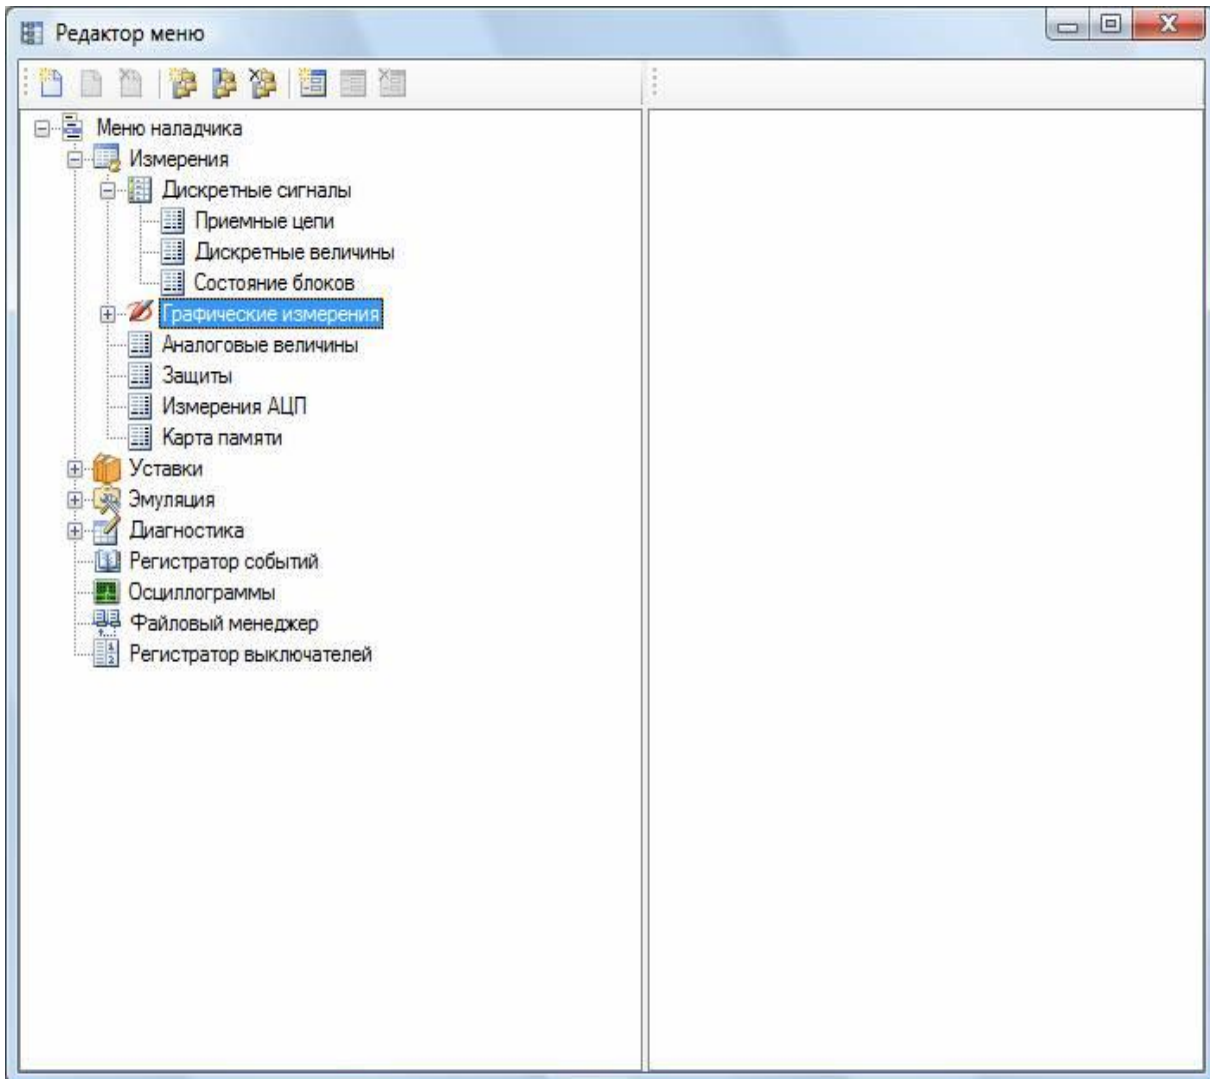 Редактор меню
Меню наладчика
Измерения
Дискретные сигналы
Приемные цепи
Дискретные величины
Состояние блоков
Графические измерения
Аналоговые величины
Защиты
Измерения АЦП
Карта памяти
Уставки
Эмуляция
Диагностика
Регистратор событий
Осциллограммы
Файловый менеджер
Регистратор выключателей